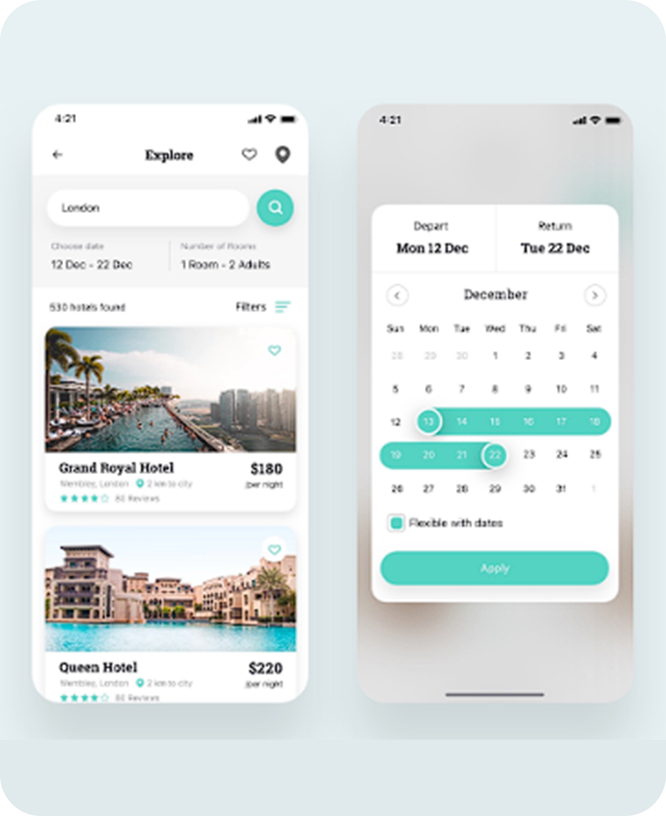 4:21
Explore
London
Choose date
Number of Rooms
12 Dec - 22 Dec
1 Room - 2 Adults
530 hotels found
Filters
Grand Royal Hotel
$180
Wembley, London
2 km to city
/per night
80 Reviews
Queen Hotel
$220
Wembley, London
2 km to city
/per night
80 Reviews
4:21
Depart
Return
Mon 12 Dec
Tue 22 Dec
December
Sun Mon Tue Wed Thu Fri Sat
28 29 30 1 2 3 4
5 6 7 8 9 10 11
12 13 14 15 16 17 18
19 20 21 22 23 24 25
26 27 28 29 30 31 1
Flexible with dates
Apply